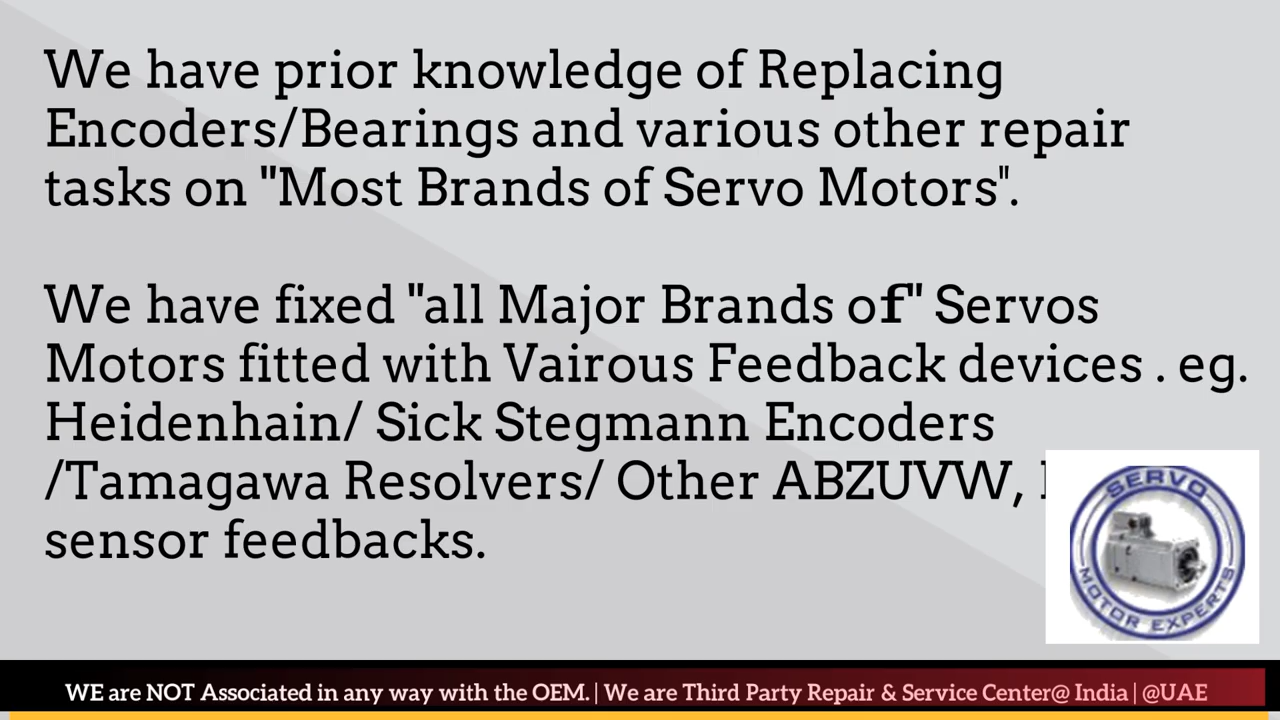 We have prior knowledge of Replacing
Encoders/Bearings and various other repair
tasks on "Most Brands of Servo Motors".
We have fixed "all Major Brands of" Servos
Motors fitted with Vairous Feedback devices . eg.
Heidenhain/ Sick Stegmann Encoders
/Tamagawa Resolvers/ Other ABZUVW,
sensor feedbacks.
SERVO
MOTOR EXPERTS
WE are NOT Associated in any way with the OEM. | We are Third Party Repair & Service Center@ India | @UAE